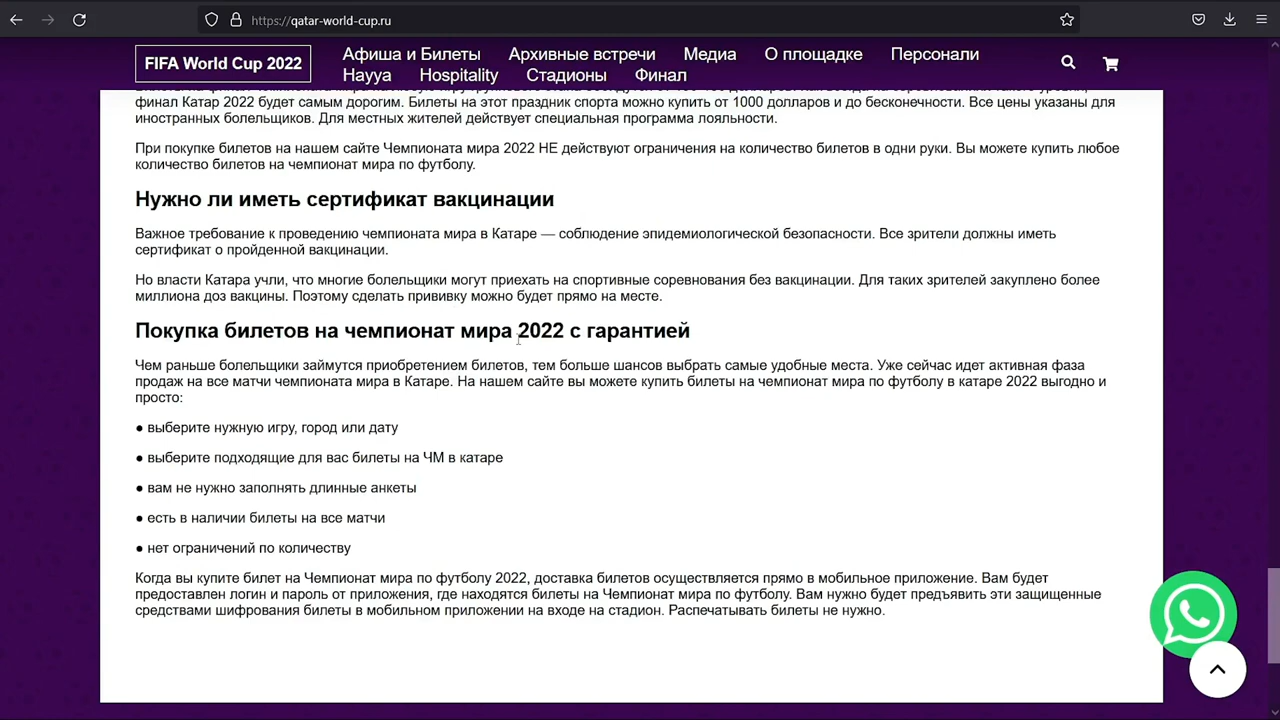 https://qatar-world-cup.ru
FIFA World Cup 2022
Афиша и Билеты Архивные встречи Медиа О площадке Персонали
Hayya Hospitality Стадионы Финал
финал Катар 2022 будет самым дорогим. Билеты на этот праздник спорта можно купить от 1000 долларов и до бесконечности. Все цены указаны для
иностранных болельщиков. Для местных жителей действует специальная программа лояльности.
При покупке билетов на нашем сайте Чемпионата мира 2022 НЕ действуют ограничения на количество билетов в одни руки. Вы можете купить любое
количество билетов на чемпионат мира по футболу.
Нужно ли иметь сертификат вакцинации
Важное требование к проведению чемпионата мира в Катаре — соблюдение эпидемиологической безопасности. Все зрители должны иметь
сертификат о пройденной вакцинации.
Но власти Катара учли, что многие болельщики могут приехать на спортивные соревнования без вакцинации. Для таких зрителей закуплено более
миллиона доз вакцины. Поэтому сделать прививку можно будет прямо на месте.
Покупка билетов на чемпионат мира 2022 с гарантией
Чем раньше болельщики займутся приобретением билетов, тем больше шансов выбрать самые удобные места. Уже сейчас идет активная фаза
продаж на все матчи чемпионата мира в Катаре. На нашем сайте вы можете купить билеты на чемпионат мира по футболу в катаре 2022 выгодно и
просто:
● выберите нужную игру, город или дату
● выберите подходящие для вас билеты на ЧМ в катаре
● вам не нужно заполнять длинные анкеты
● есть в наличии билеты на все матчи
● нет ограничений по количеству
Когда вы купите билет на Чемпионат мира по футболу 2022, доставка билетов осуществляется прямо в мобильное приложение. Вам будет
предоставлен логин и пароль от приложения, где находятся билеты на Чемпионат мира по футболу. Вам нужно будет предъявить эти защищенные
средствами шифрования билеты в мобильном приложении на входе на стадион. Распечатывать билеты не нужно.